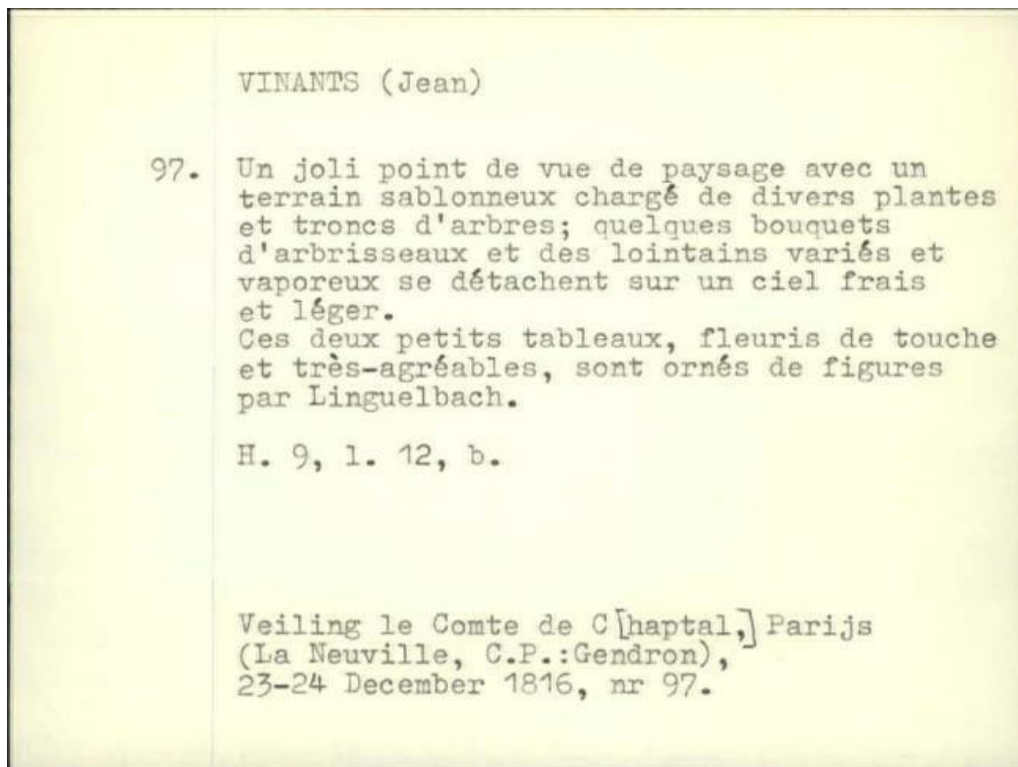 VINANTS (Jean)
97. Un joli point de vue de paysage avec un
terrain sablonneux chargé de divers plantes
et troncs d'arbres; quelques bouquets
d'arbrisseaux et des lointains variés et
vaporeux se détachent sur un ciel frais
et léger.
Ces deux petits tableaux, fleuris de touche
et très-agréables, sont ornés de figures
par Linguelbach.
H. 9, l. 12, b.
Veiling le Comte de C[haptal,] Parijs
(La Neuville, C.P.:Gendron),
23-24 December 1816, nr 97.